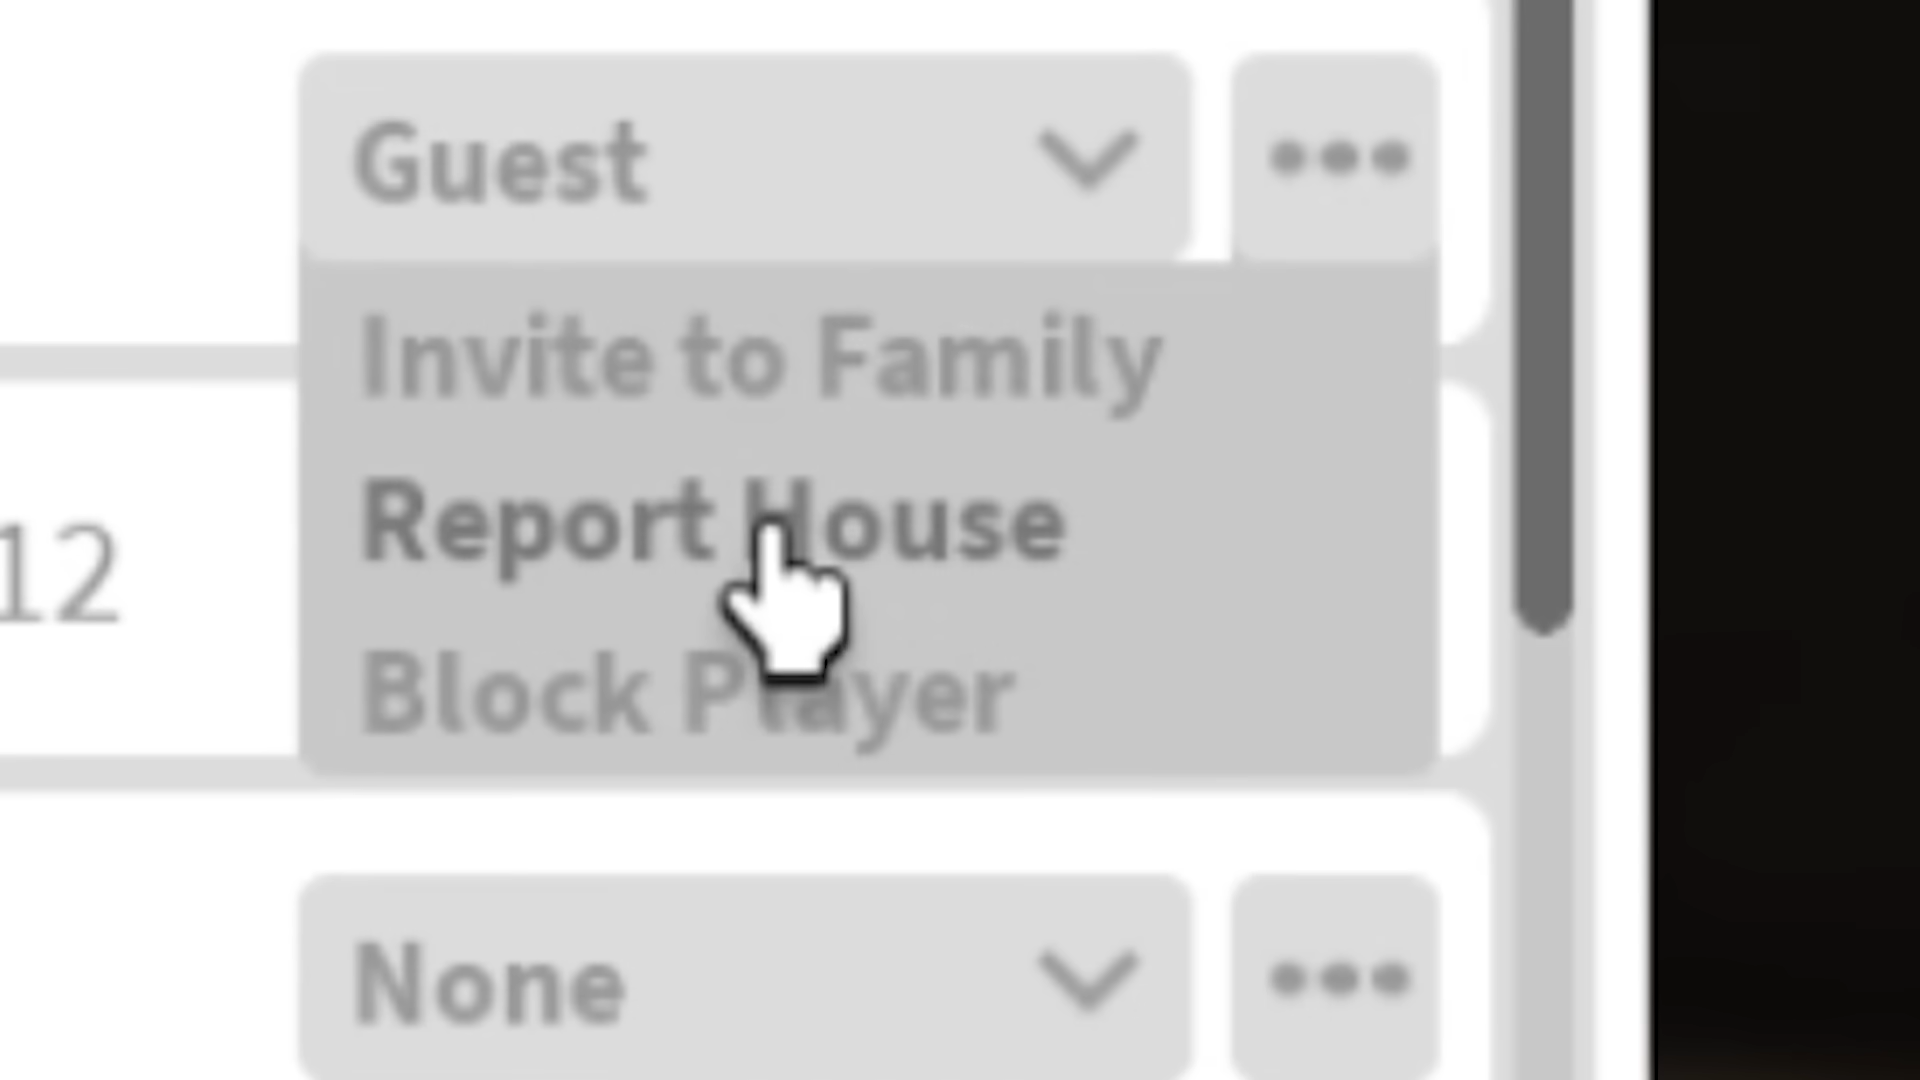 Guest
Invite to Family
Report House
12
Block Player
None